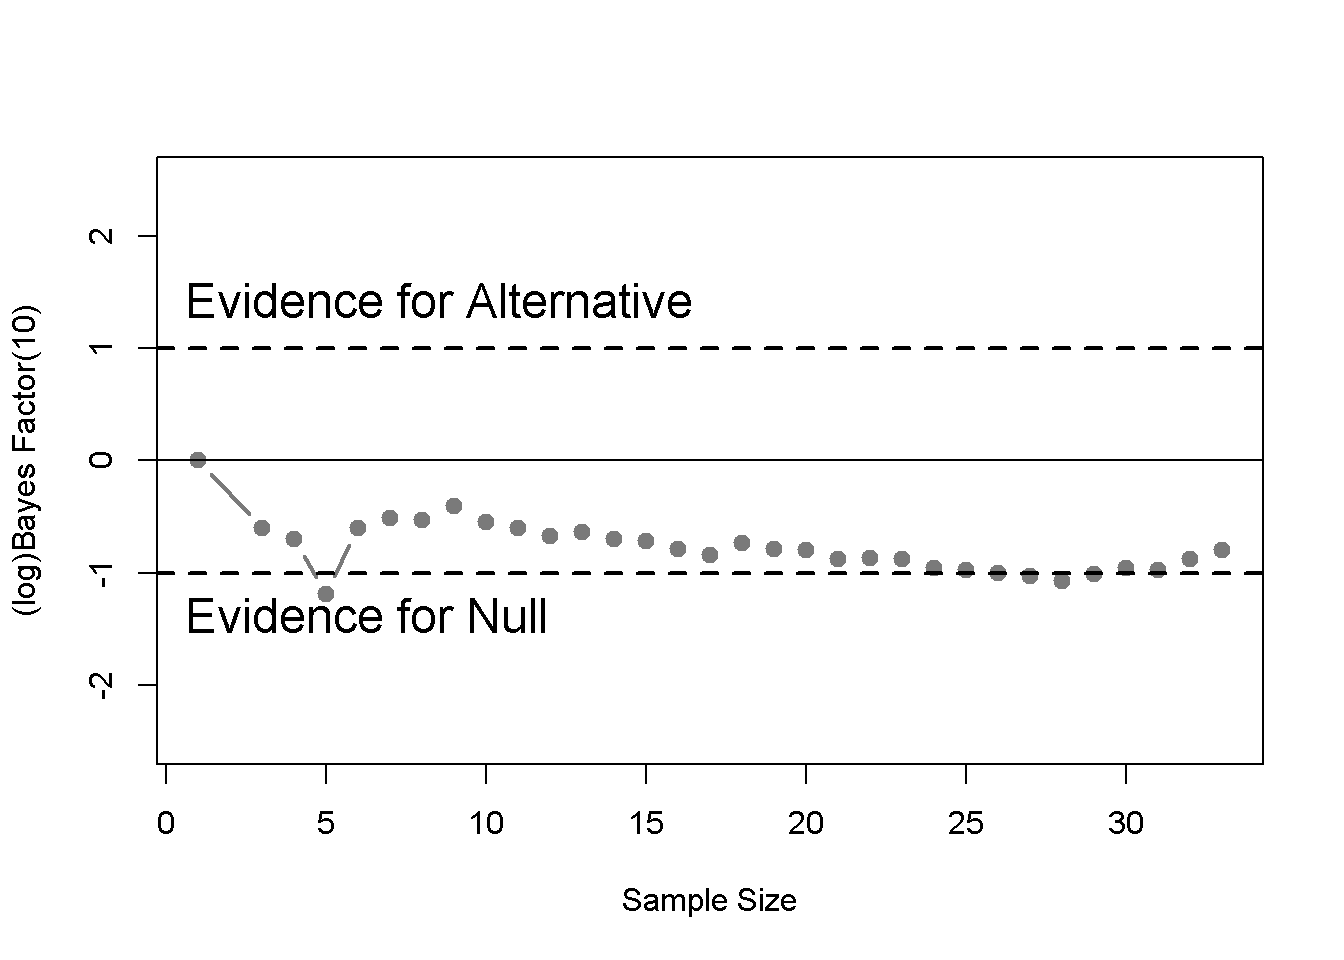 2
Evidence for Alternative
1
0
-1
Evidence for Null
-2
(log)Bayes Factor(10)
0 5 10 15 20 25 30
Sample Size